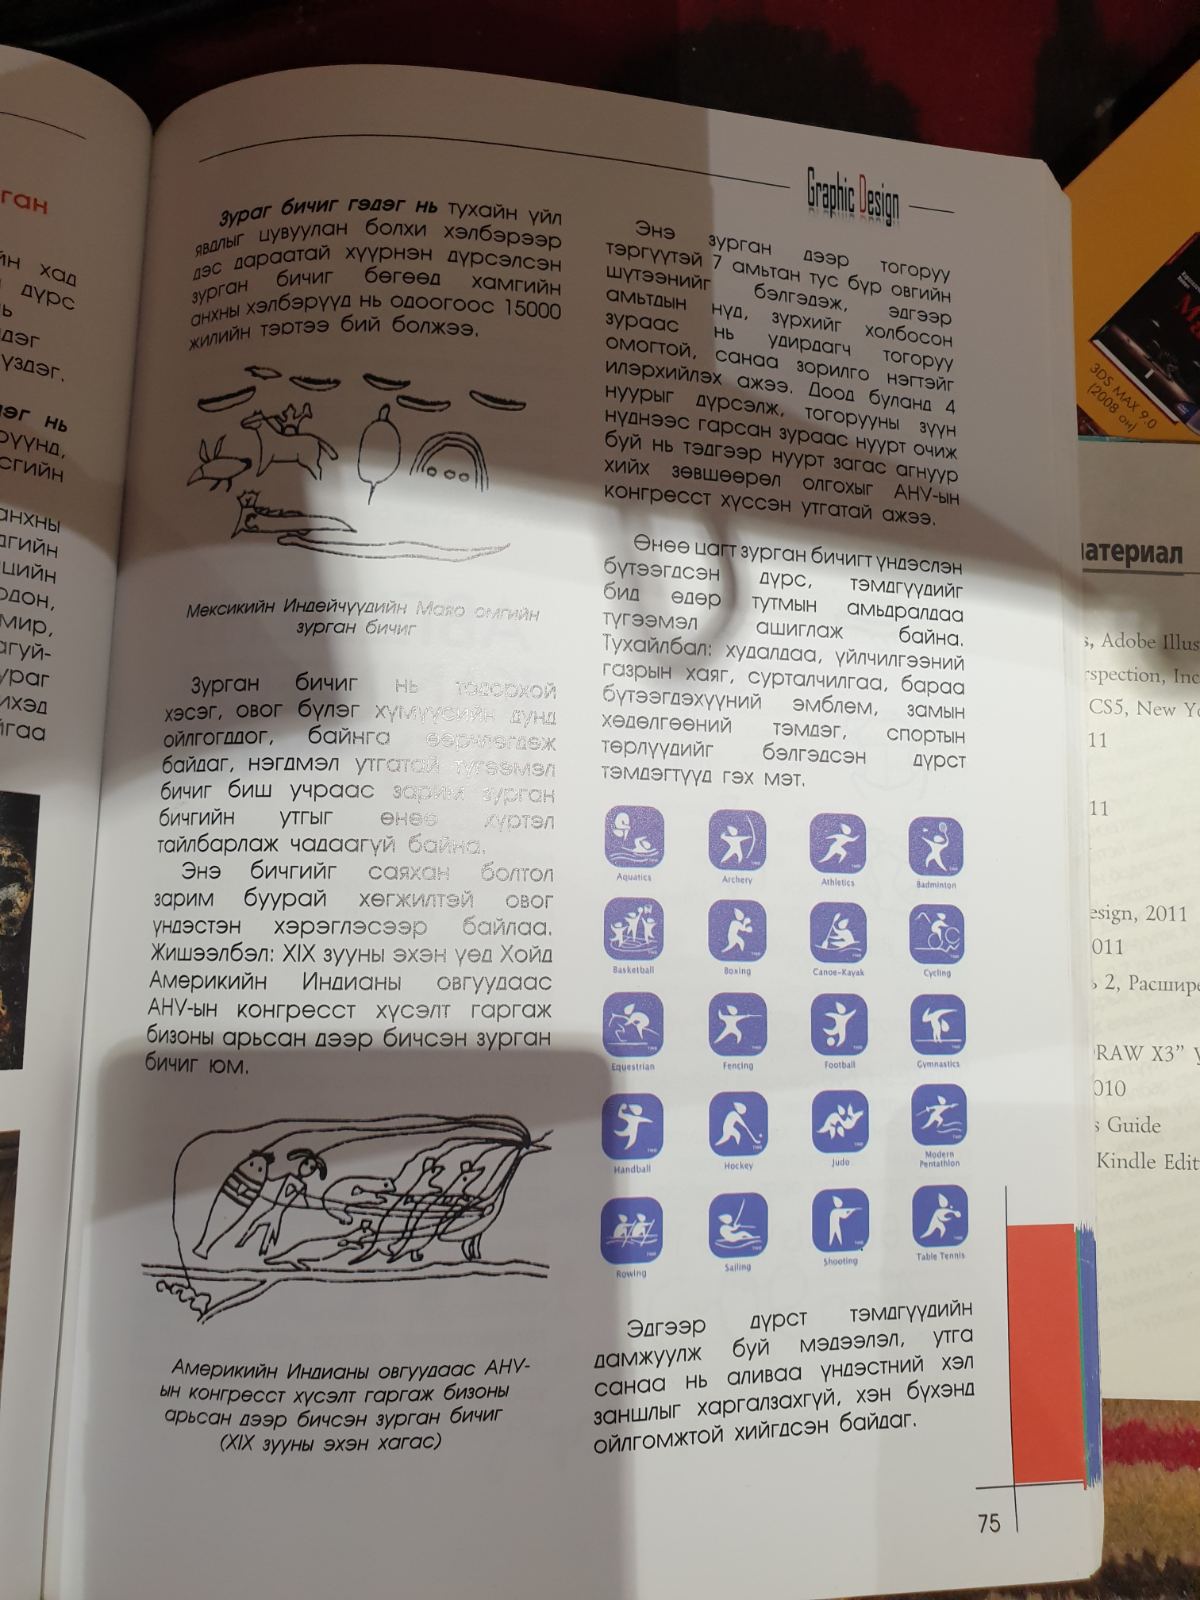 ган
йн хад
дүрс
нь
дэг
үздэг.
дэг нь
рүүнд,
сгийн
анхны
дгийн
ций­н
одон,
мир,
агуй-
ураг
ихэд
йгаа
Graphic Design
Зураг бичиг гэдэг нь тухайн үйл
явдлыг цувуулан болхи хэлбэрээр
дэс дараатай хүүрнэн дүрсэлсэн
зурган бичиг бөгөөд хамгийн
анхны хэлбэрүүд нь одоогоос 15000
жилийн тэртээ бий болжээ.
Мексикийн Индейчүүдийн Маяо омгийн
зурган бичиг
Зурган бичиг нь тодорхой
хэсэг, овог бүлэг хүмүүсийн дунд
ойлгогддог, байнга өөрчлөгдөж
байдаг, нэгдмэл утгатай түгээмэл
бичиг биш учраас зарим зурган
бичгийн утгыг өнөө хүртэл
тайлбарлаж чадаагүй байна.
Энэ бичгийг саяхан болтол
зарим буурай хөгжилтэй овог
үндэстэн хэрэглэсээр байлаа.
Жишээлбэл: XIX зууны эхэн үед Хойд
Америкийн Индианы овгуудаас
АНУ-ын конгресст хүсэлт гаргаж
бизоны арьсан дээр бичсэн зурган
бичиг юм.
Америкийн Индианы овгуудаас АНУ-
ын конгресст хүсэлт гаргаж бизоны
арьсан дээр бичсэн зурган бичиг
(XIX зууны эхэн хагас)
Энэ зурган дээр тогоруу
тэргүүтэй 7 амьтан тус бүр овгийн
шүтээнийг бэлгэдэж, эдгээр
амьтдын нүд, зүрхийг холбосон
зураас нь удирдагч тогоруу
омогтой, санаа зорилго нэгтэйг
илэрхийлэх ажээ. Доод буланд 4
нуурыг дүрсэлж, тогорууны зүүн
нүднээс гарсан зураас нуурт очиж
буй нь тэдгээр нуурт загас агнуур
хийх зөвшөөрөл олгохыг АНУ-ын
конгресст хүссэн утгатай ажээ.
Өнөө цагт зурган бичигт үндэслэн
бүтээгдсэн дүрс, тэмдгүүдийг
бид өдөр тутмын амьдралдаа
түгээмэл ашиглаж байна.
Тухайлбал: худалдаа, үйлчилгээний
газрын хаяг, сурталчилгаа, бараа
бүтээгдэхүүний эмблем, замын
хөдөлгөөний тэмдэг, спортын
төрлүүдийг бэлгэдсэн дүрст
тэмдэгтүүд гэх мэт.
Aquatics Archery Athletics Badminton
Basketball Boxing Canoe-Kayak Cycling
Equestrian Fencing Football Gymnastics
Handball Hockey Judo Modern
Pentathlon
Rowing Sailing Shooting Table Tennis
Эдгээр дүрст тэмдгүүдийн
дамжуулж буй мэдээлэл, утга
санаа нь аливаа үндэстний хэл
заншлыг харгалзахгүй, хэн бүхэнд
ойлгомжтой хийгдсэн байдаг.
75
3DS MAX 9.0
(2008 он)
материал
s, Adobe Illus
rspection, Inc
CS5, New Yo
11
11
esign, 2011
011
2, Расшире
RAW X3"
010
s Guide
Kindle Edit